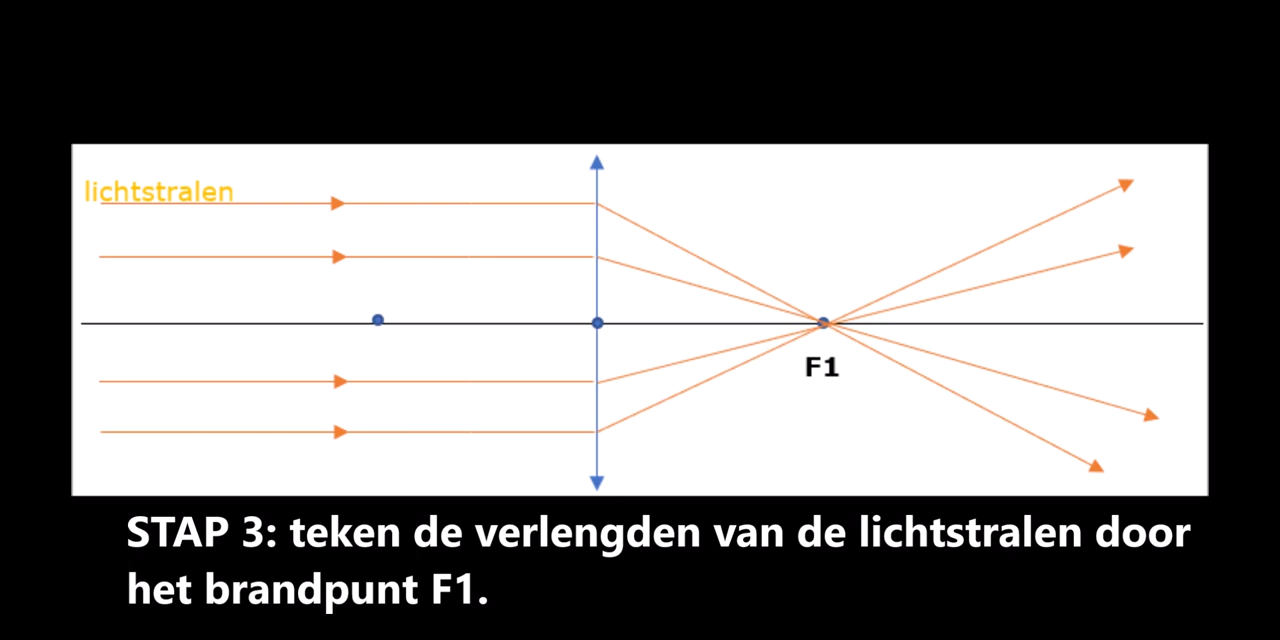 lichtstralen
F1
STAP 3: teken de verlengden van de lichtstralen door
het brandpunt F1.